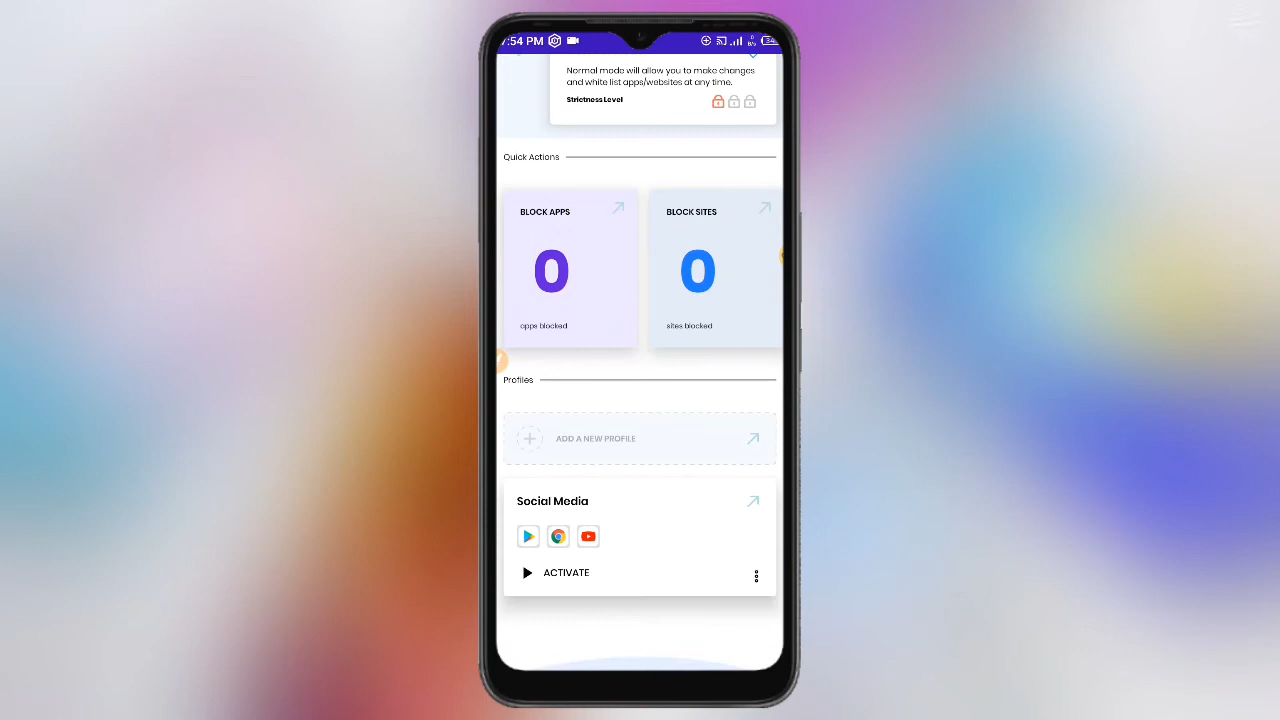 7:54 PM
Normal mode will allow you to make changes
and white list apps/websites at any time.
Strictness Level
Quick Actions
BLOCK APPS
BLOCK SITES
0
0
apps blocked
sites blocked
Profiles
ADD A NEW PROFILE
Social Media
ACTIVATE